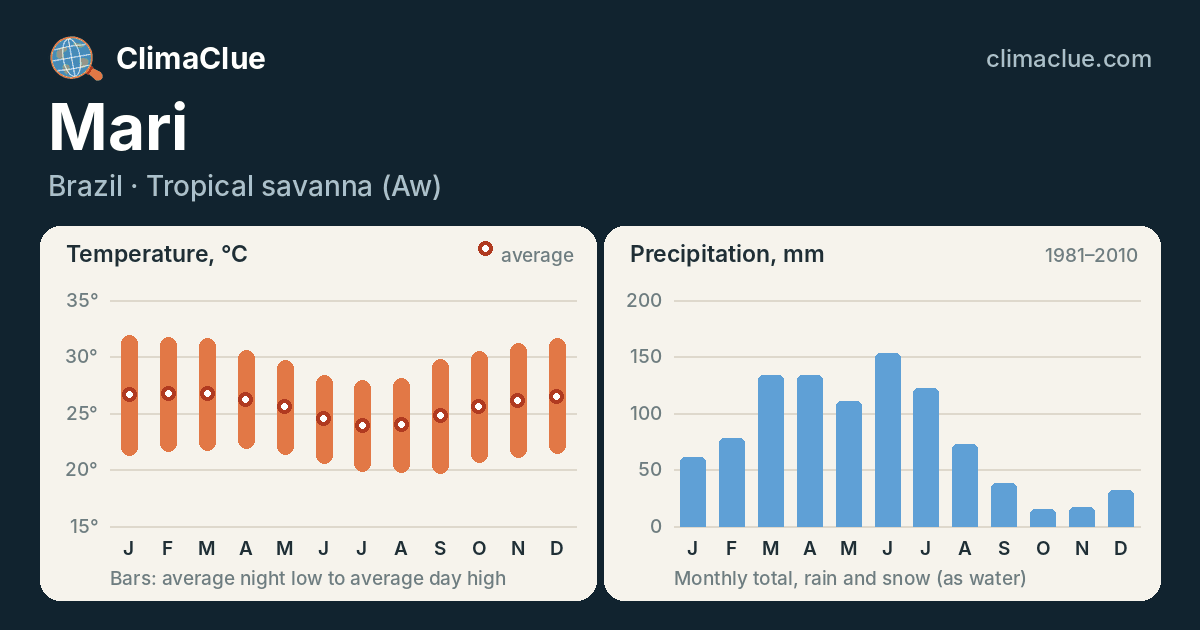 ClimaClue
climaclue.com
Mari
Brazil · Tropical savanna (Aw)
Temperature, °C
average
35°
30°
25°
20°
15°
J F M A M J J A S O N D
Bars: average night low to average day high
Precipitation, mm
1981–2010
200
150
100
50
0
J F M A M J J A S O N D
Monthly total, rain and snow (as water)